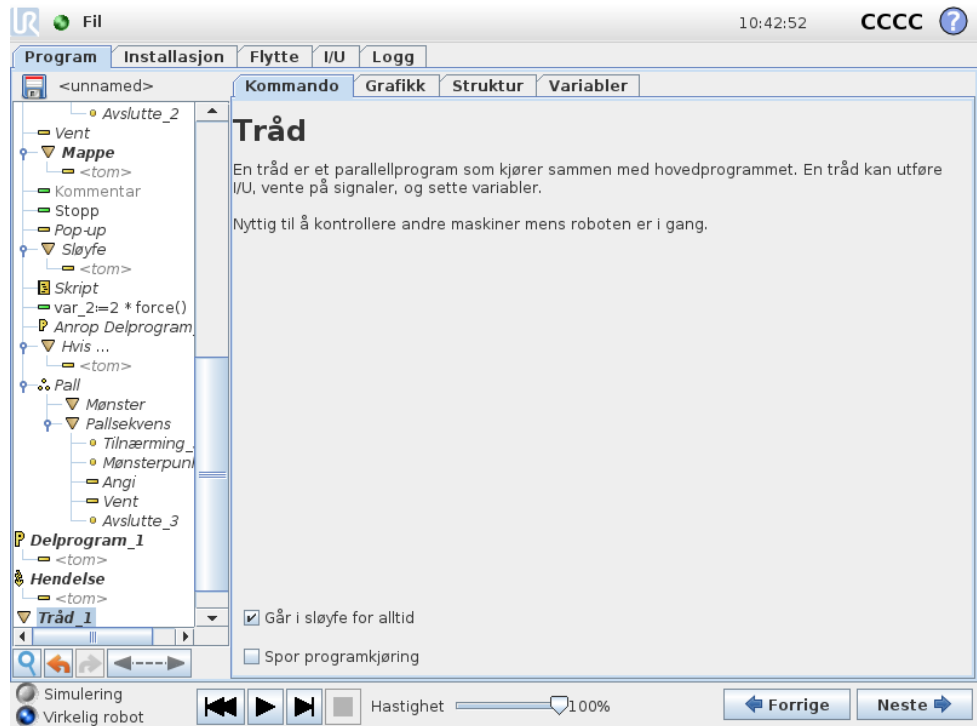 UR Fil 10:42:52 CCCC ?
Program Installasjon Flytte I/U Logg
<unnamed>
Kommando Grafikk Struktur Variabler
Avslutte_2
Vent
Mappe
<tom>
Kommentar
Stopp
Pop-up
Sløyfe
<tom>
Skript
var_2:=2 * force()
Anrop Delprogram_
Hvis ...
<tom>
Pall
Mønster
Pallsekvens
Tilnærming_
Mønsterpun
Angi
Vent
Avslutte_3
Delprogram_1
<tom>
Hendelse
<tom>
Tråd_1
Tråd
En tråd er et parallellprogram som kjører sammen med hovedprogrammet. En tråd kan utføre
I/U, vente på signaler, og sette variabler.
Nyttig til å kontrollere andre maskiner mens roboten er i gang.
Går i sløyfe for alltid
Spor programkjøring
Simulering
Virkelig robot
Hastighet 100%
Forrige Neste